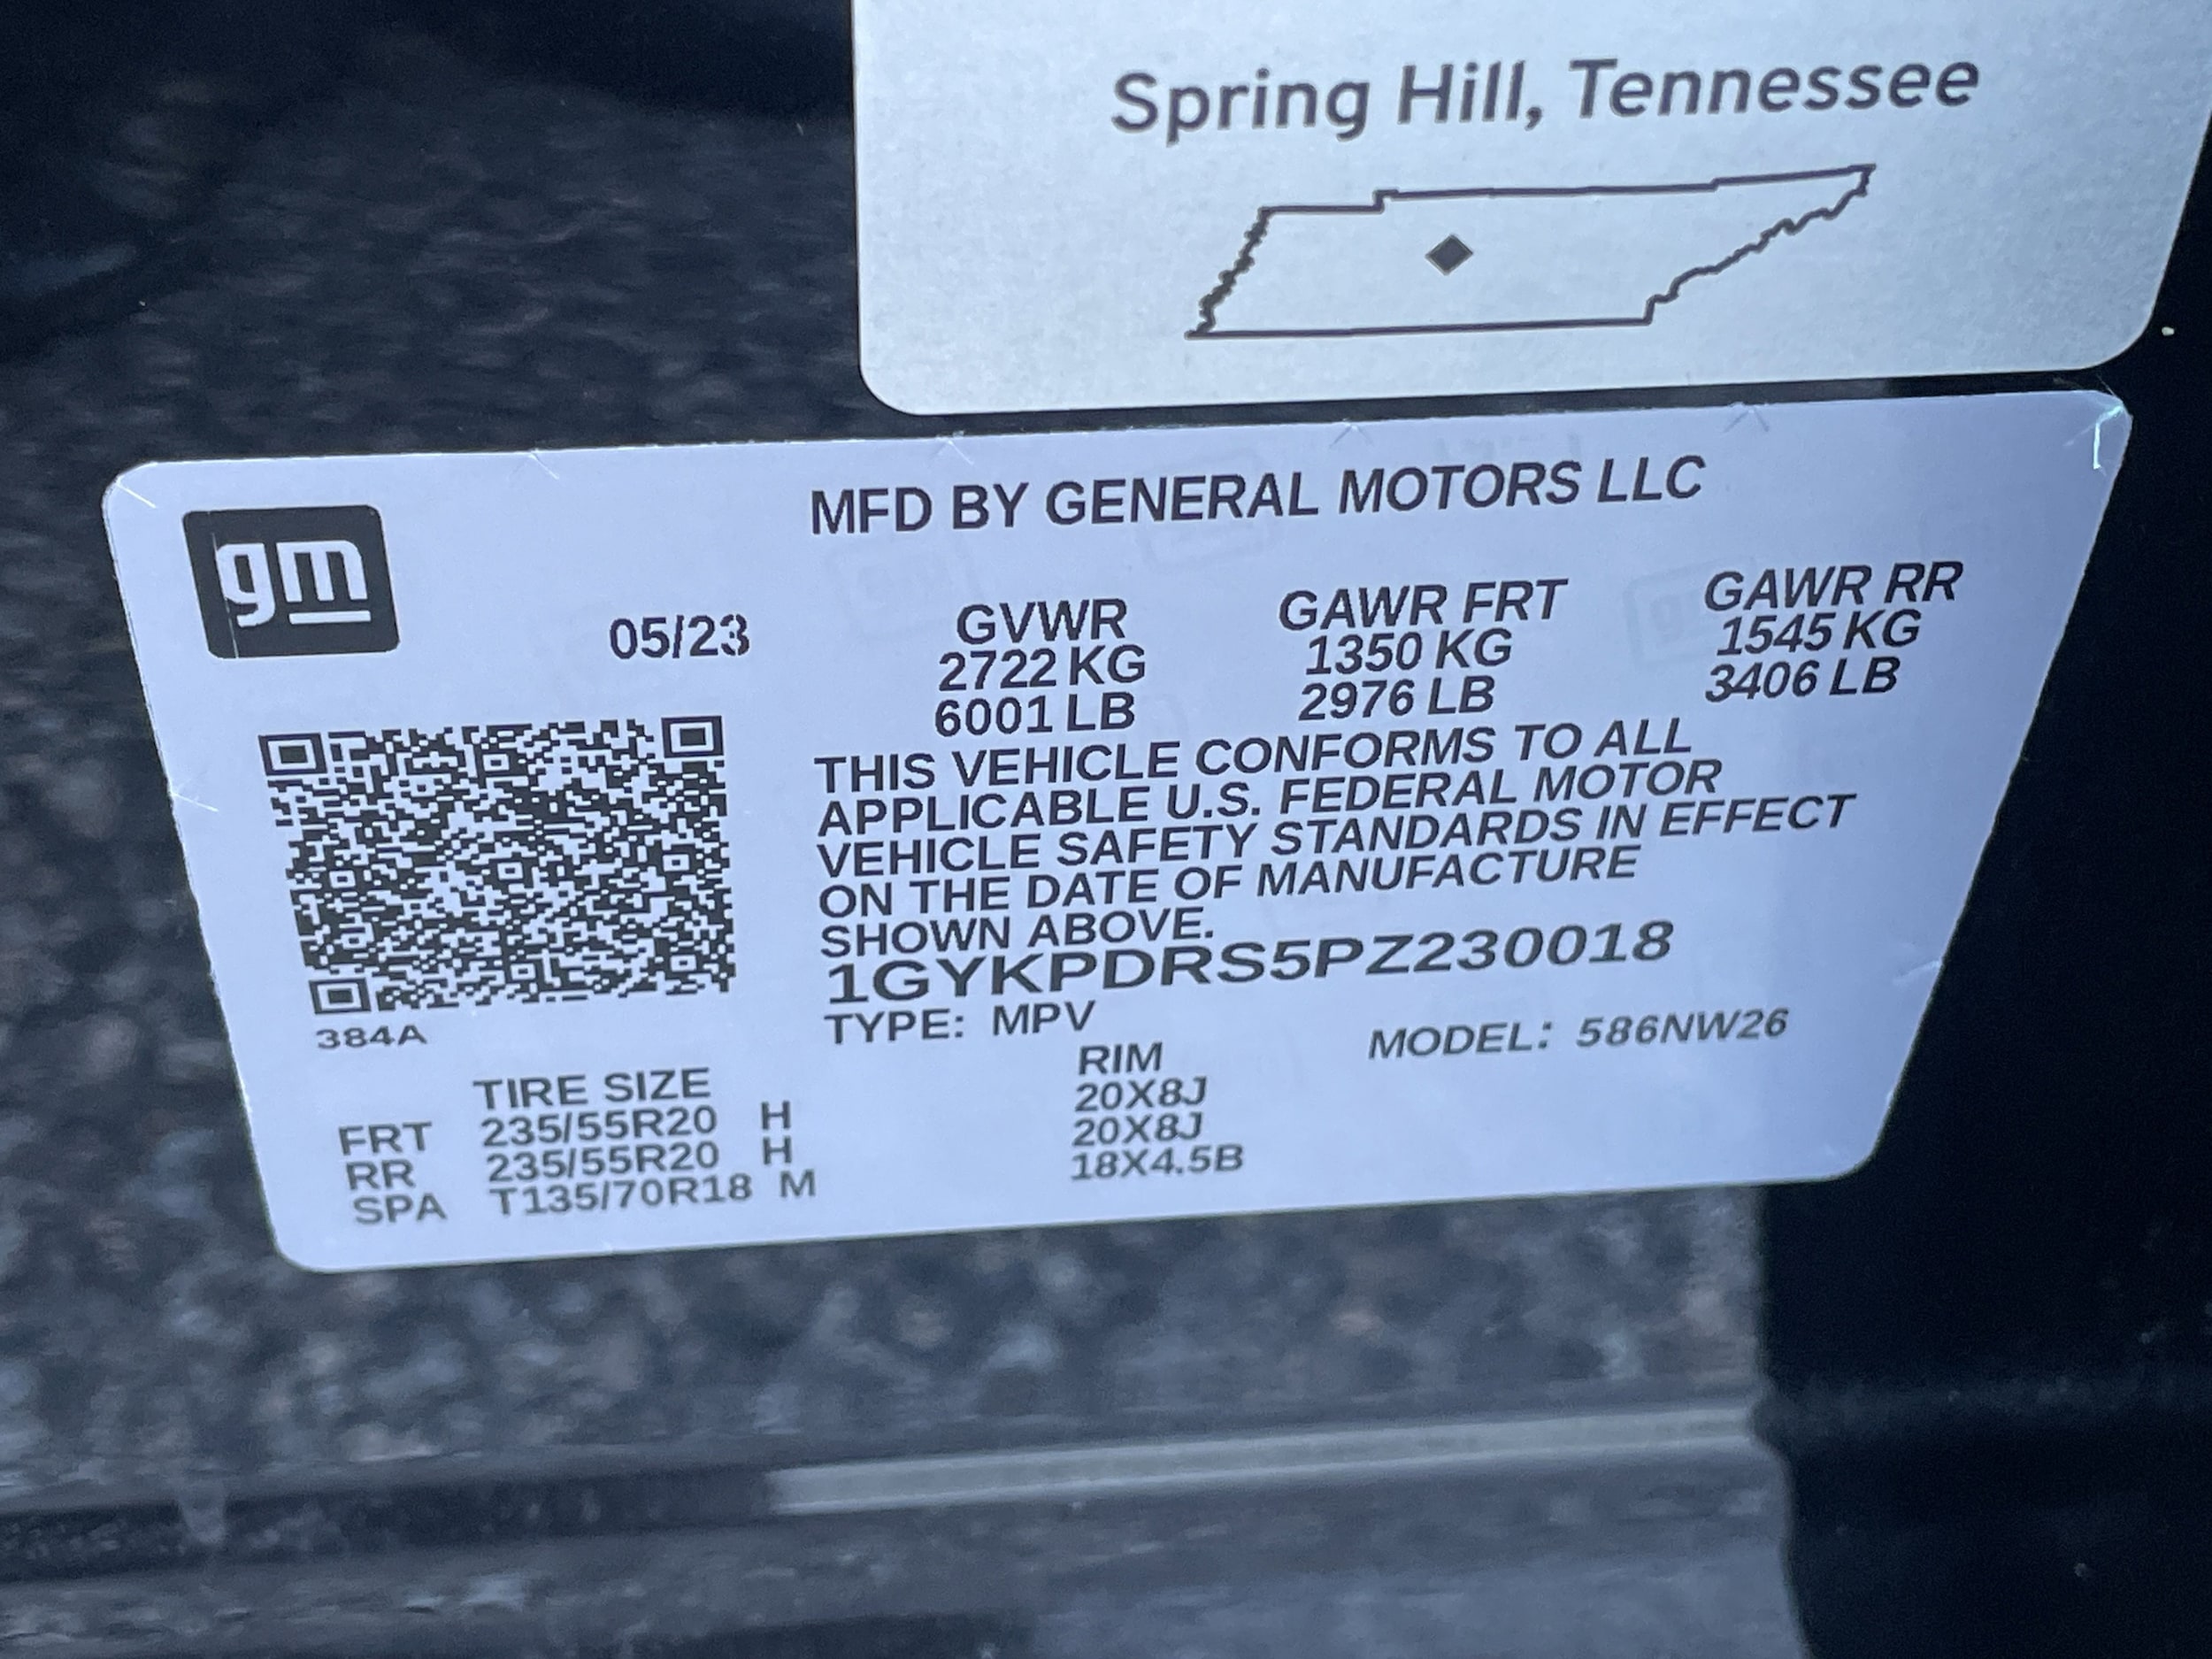 Spring Hill, Tennessee
gm
MFD BY GENERAL MOTORS LLC
05/23
GVWR GAWR FRT GAWR RR
2722 KG 1350 KG 1545 KG
6001 LB 2976 LB 3406 LB
THIS VEHICLE CONFORMS TO ALL
APPLICABLE U.S. FEDERAL MOTOR
VEHICLE SAFETY STANDARDS IN EFFECT
ON THE DATE OF MANUFACTURE
SHOWN ABOVE.
1GYKPDRS5PZ230018
384A
TYPE: MPV MODEL: 586NW26
TIRE SIZE RIM
FRT 235/55R20 H 20X8J
RR 235/55R20 H 20X8J
SPA T135/70R18 M 18X4.5B